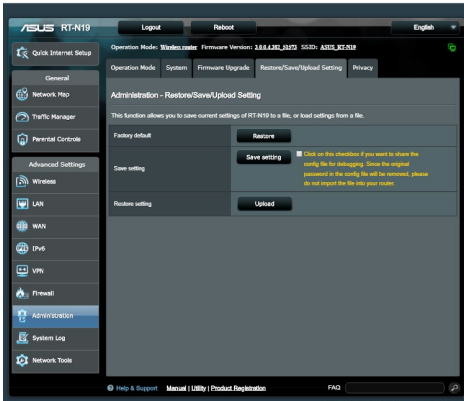 ASUS RT-N19
Logout
Reboot
English
Quick Internet Setup
Operation Mode: Wireless router Firmware Version: 3.0.0.4.382_51573 SSID: ASUS_RT-N19
Operation Mode
System
Firmware Upgrade
Restore/Save/Upload Setting
Privacy
General
Network Map
Traffic Manager
Parental Controls
Advanced Settings
Wireless
LAN
WAN
IPv6
VPN
Firewall
Administration
System Log
Network Tools
Administration - Restore/Save/Upload Setting
This function allows you to save current settings of RT-N19 to a file, or load settings from a file.
Factory default
Restore
Save setting
Save setting
Click on this checkbox if you want to share the
config file for debugging. Since the original
password in the config file will be removed, please
do not import the file into your router.
Restore setting
Upload
Help & Support
Manual | Utility | Product Registration
FAQ